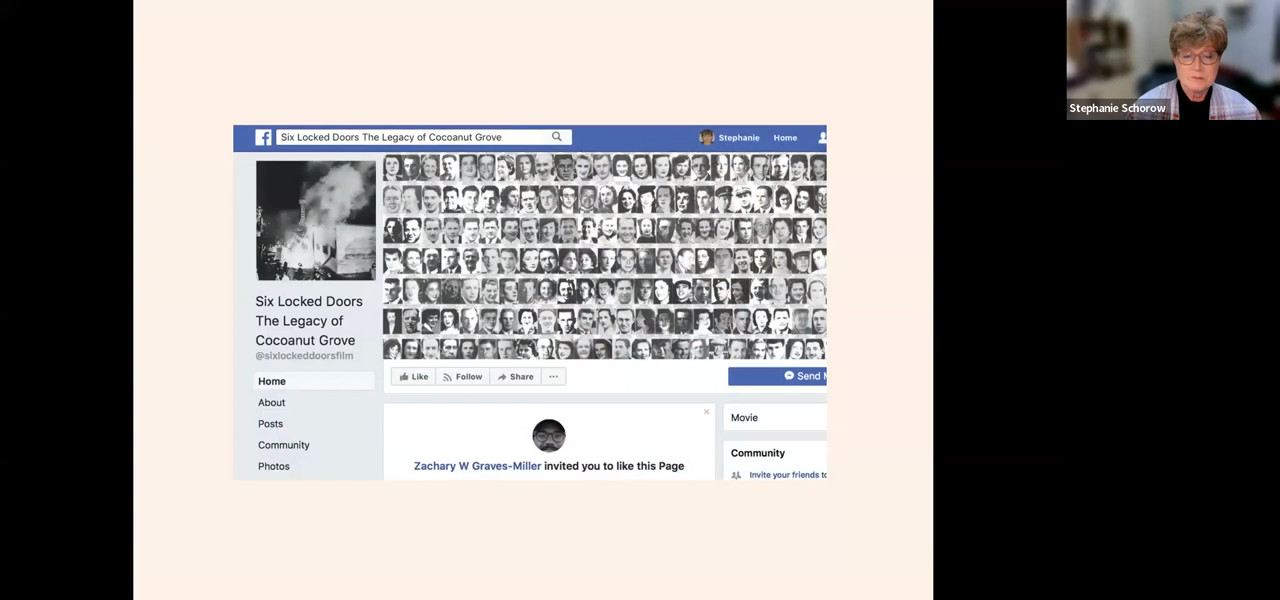 Six Locked Doors The Legacy of Cocoanut Grove
Stephanie
Home
Stephanie Schorow
Six Locked Doors
The Legacy of
Cocoanut Grove
@sixlockeddoorsfilm
Home
About
Posts
Community
Photos
Like
Follow
Share
...
Send M
Zachary W Graves-Miller invited you to like this Page
Movie
Community
Invite your friends to